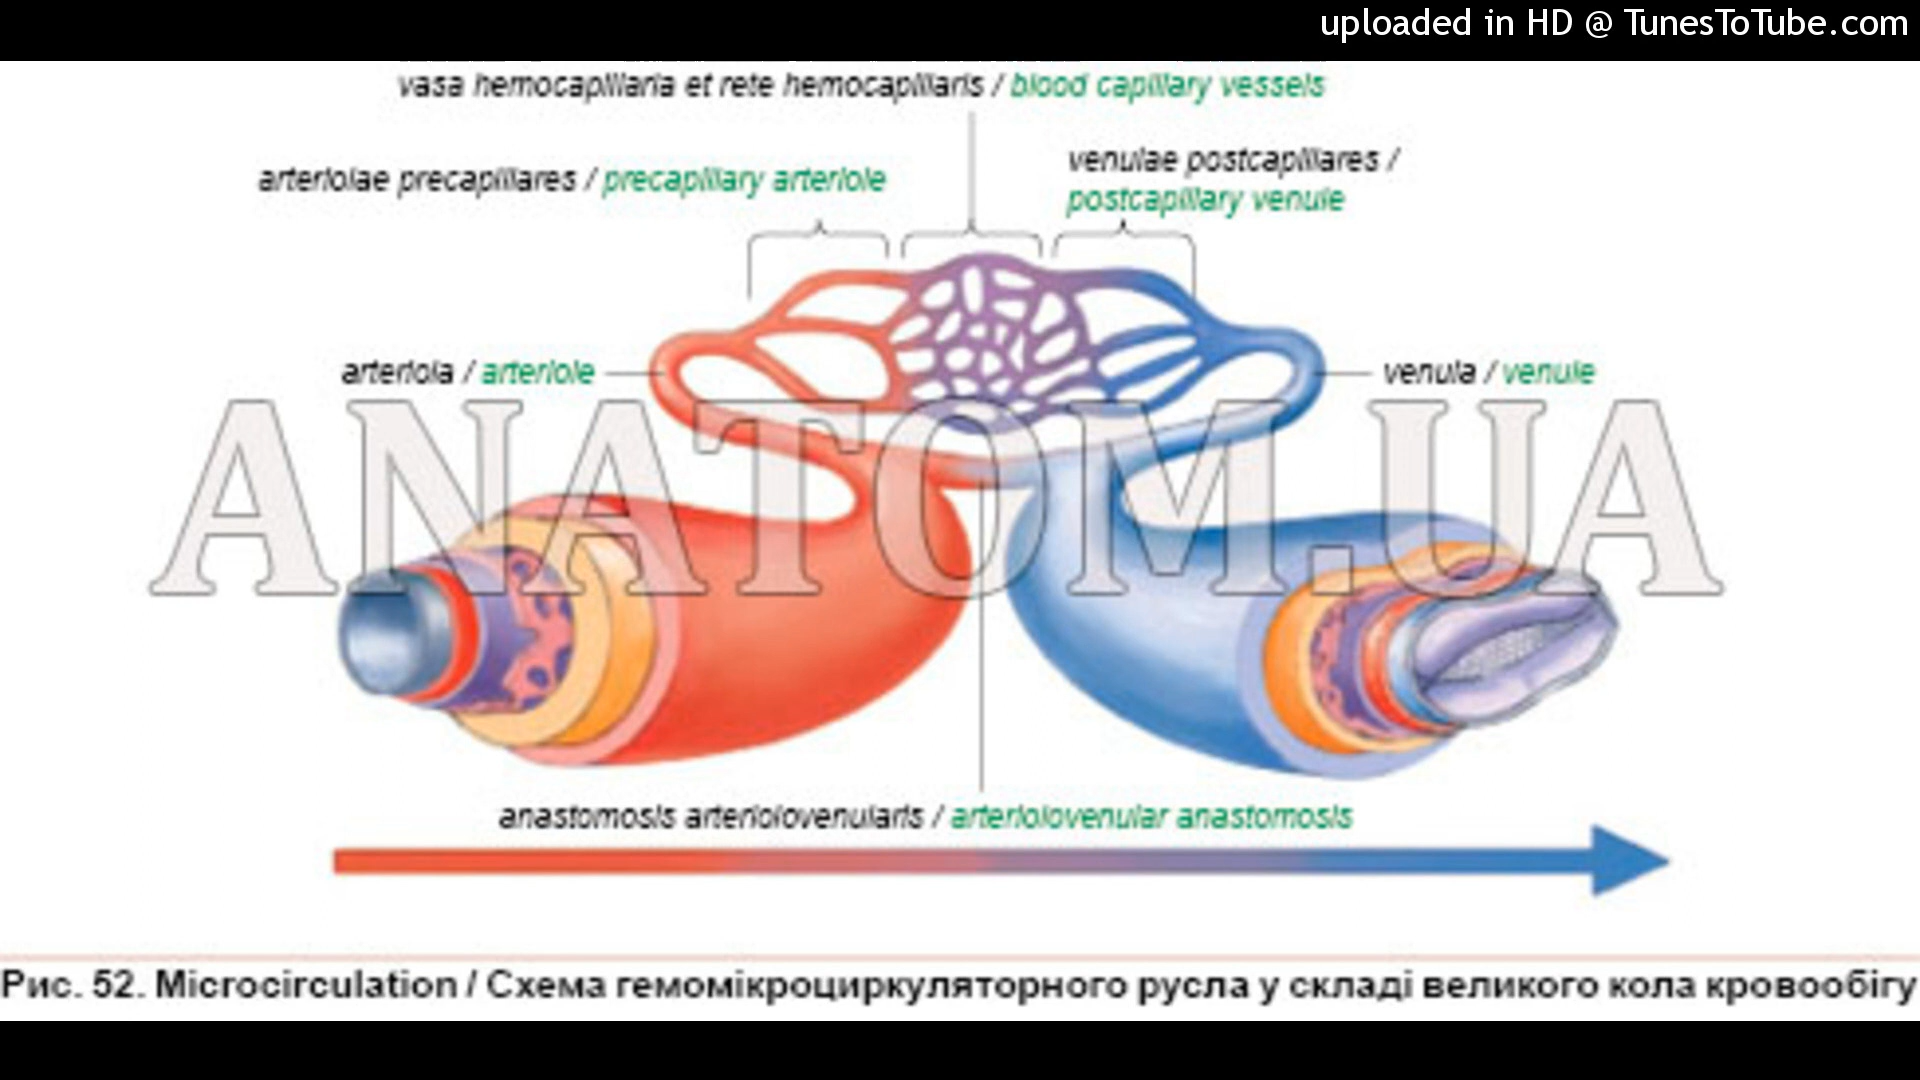 uploaded in HD @ TunesToTube.com
vasa hemocapillaria et rete hemocapillaris / blood capillary vessels
arteriolae precapillares / precapillary arteriole
venulae postcapillares /
postcapillary venule
arteriola / arteriole
venula / venule
ANATOM.UA
anastomosis arteriolovenularis / arteriolovenular anastomosis
Рис. 52. Microcirculation / Схема гемомікроциркуляторного русла у складі великого кола кровообігу